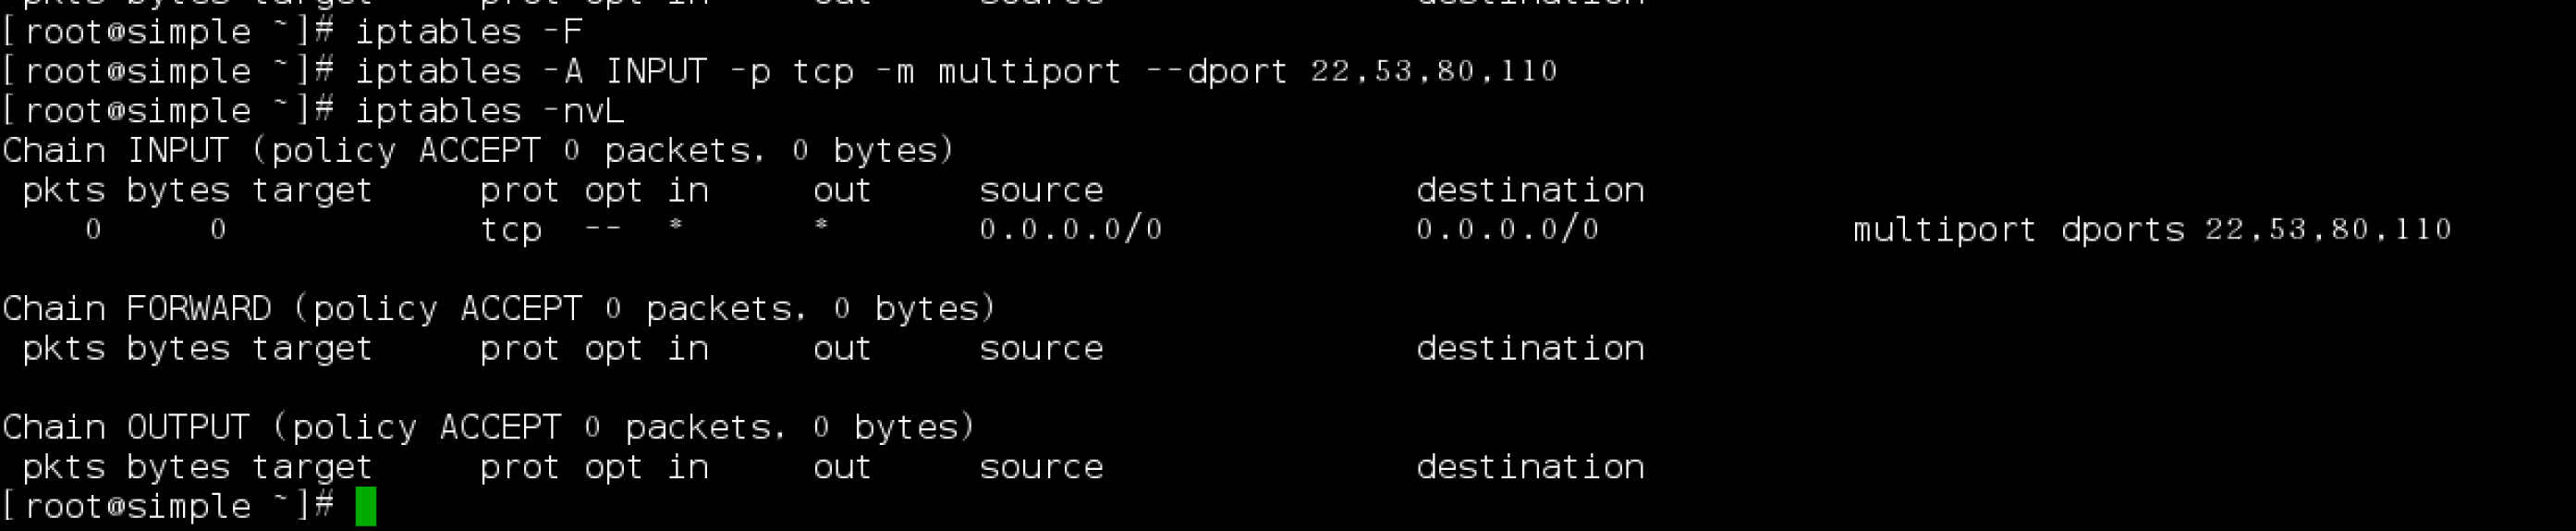 pkts bytes target prot opt in out source destination
[root@simple ~]# iptables -F
[root@simple ~]# iptables -A INPUT -p tcp -m multiport --dport 22,53,80,110
[root@simple ~]# iptables -nvL
Chain INPUT (policy ACCEPT 0 packets, 0 bytes)
pkts bytes target prot opt in out source destination
0 0 tcp -- * * 0.0.0.0/0 0.0.0.0/0 multiport dports 22,53,80,110
Chain FORWARD (policy ACCEPT 0 packets, 0 bytes)
pkts bytes target prot opt in out source destination
Chain OUTPUT (policy ACCEPT 0 packets, 0 bytes)
pkts bytes target prot opt in out source destination
[root@simple ~]#